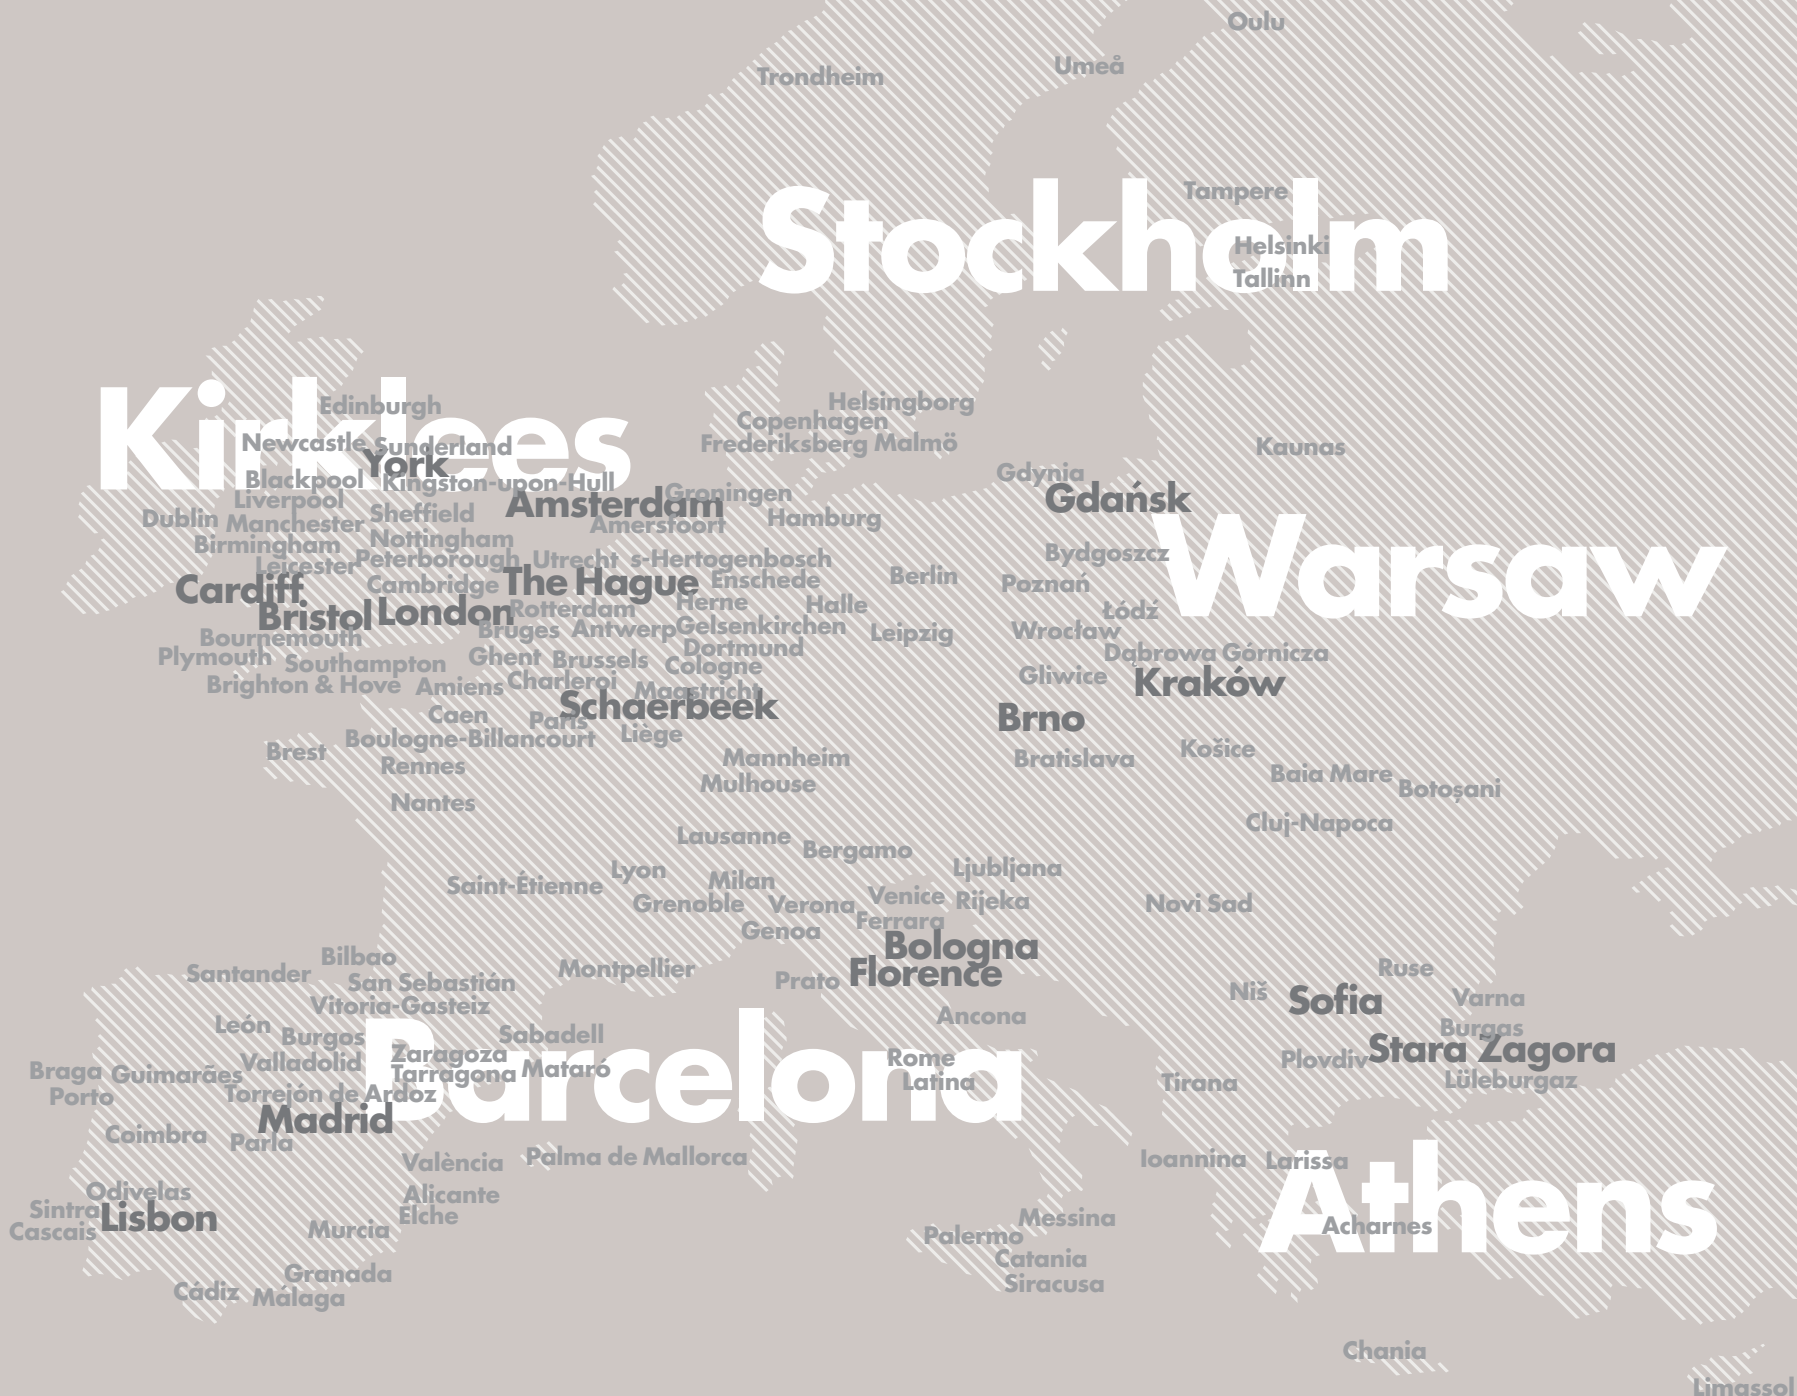 Oulu
Umeå
Trondheim
Tampere
Stockholm
Helsinki
Tallinn
Kirklees
Edinburgh
Helsingborg
Copenhagen
Newcastle
Sunderland
Frederiksberg
Malmö
Kaunas
York
Gdynia
Blackpool
Kingston-upon-Hull
Groningen
Gdańsk
Liverpool
Amsterdam
Dublin
Manchester
Sheffield
Amersfoort
Hamburg
Birmingham
Nottingham
Bydgoszcz
Warsaw
Leicester
Peterborough
Utrecht
s-Hertogenbosch
Cardiff
Cambridge
The Hague
Enschede
Berlin
Poznań
Bristol
London
Rotterdam
Herne
Halle
Łódź
Bournemouth
Bruges
Antwerp
Gelsenkirchen
Leipzig
Wrocław
Plymouth
Southampton
Ghent
Brussels
Dortmund
Cologne
Dąbrowa Górnicza
Brighton & Hove
Amiens
Charleroi
Maastricht
Gliwice
Kraków
Schaerbeek
Caen
Paris
Brno
Boulogne-Billancourt
Liège
Brest
Rennes
Mannheim
Bratislava
Košice
Mulhouse
Baia Mare
Botoșani
Nantes
Cluj-Napoca
Lausanne
Bergamo
Lyon
Ljubljana
Saint-Étienne
Milan
Grenoble
Verona
Venice
Rijeka
Novi Sad
Genoa
Ferrara
Bologna
Bilbao
Santander
San Sebastián
Montpellier
Prato
Florence
Ruse
Vitoria-Gasteiz
Niš
Sofia
Varna
León
Burgos
Sabadell
Ancona
Burgas
Barcelona
Valladolid
Zaragoza
Rome
Plovdiv
Stara Zagora
Braga
Guimarães
Tarragona
Mataró
Latina
Tirana
Lüleburgaz
Porto
Torrejón de Ardoz
Madrid
Coimbra
Parla
València
Palma de Mallorca
Ioannina
Larissa
Athens
Odivelas
Alicante
Sintra
Lisbon
Elche
Cascais
Murcia
Messina
Acharnes
Palermo
Catania
Granada
Siracusa
Cádiz
Málaga
Chania
Limassol